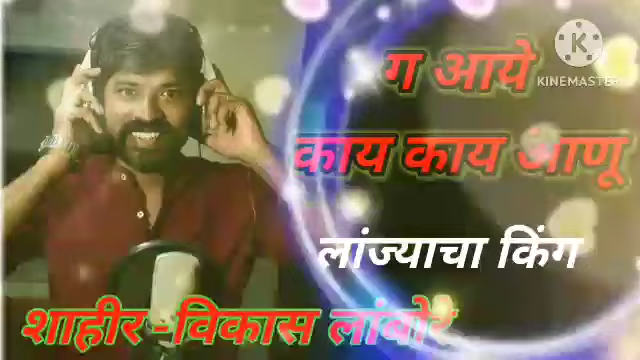 ग आये
KINEMASTER
काय काय आणू
लांज्याचा किंग
शाहीर-विकास लांबोरे